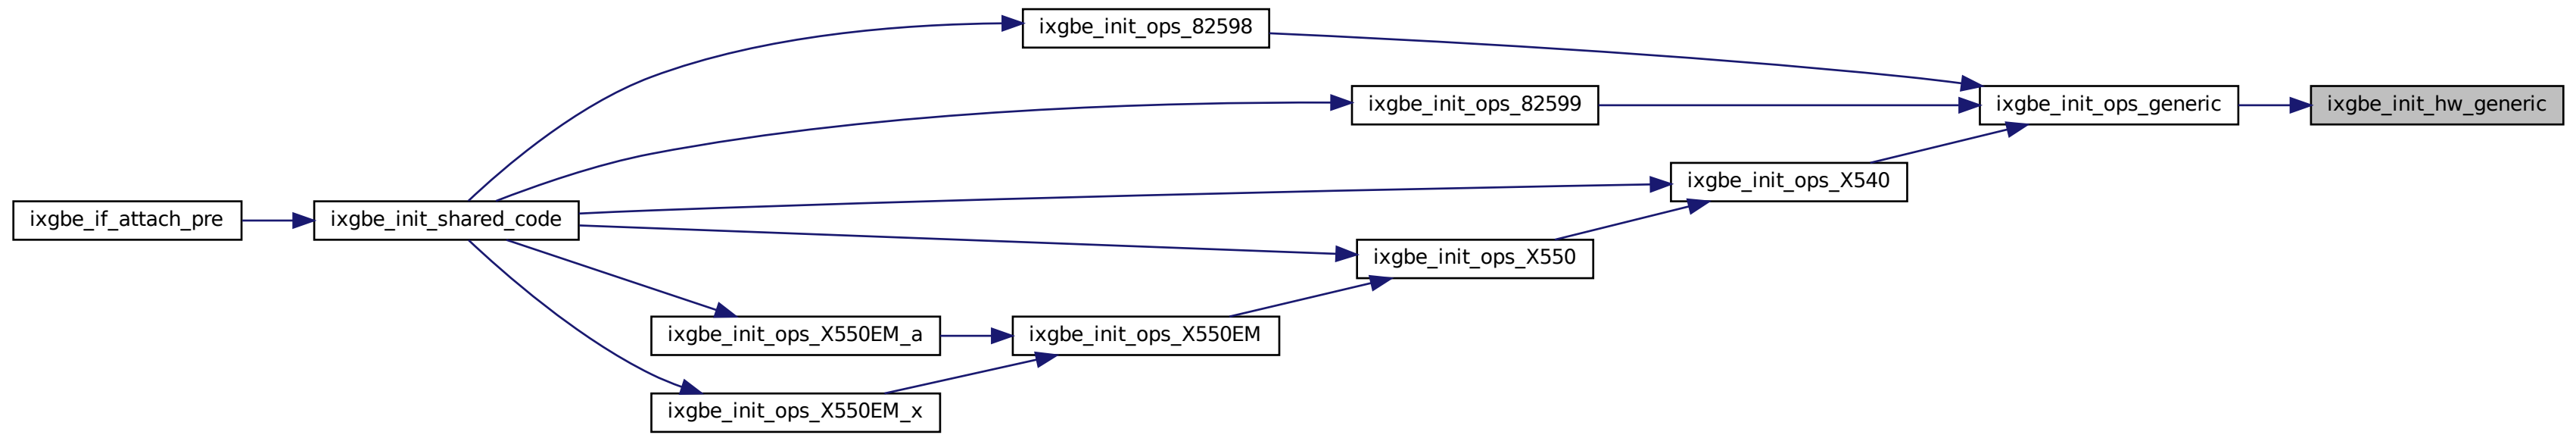 ixgbe_init_ops_82598
ixgbe_init_ops_82599
ixgbe_init_ops_generic
ixgbe_init_hw_generic
ixgbe_init_ops_X540
ixgbe_if_attach_pre
ixgbe_init_shared_code
ixgbe_init_ops_X550
ixgbe_init_ops_X550EM_a
ixgbe_init_ops_X550EM
ixgbe_init_ops_X550EM_x